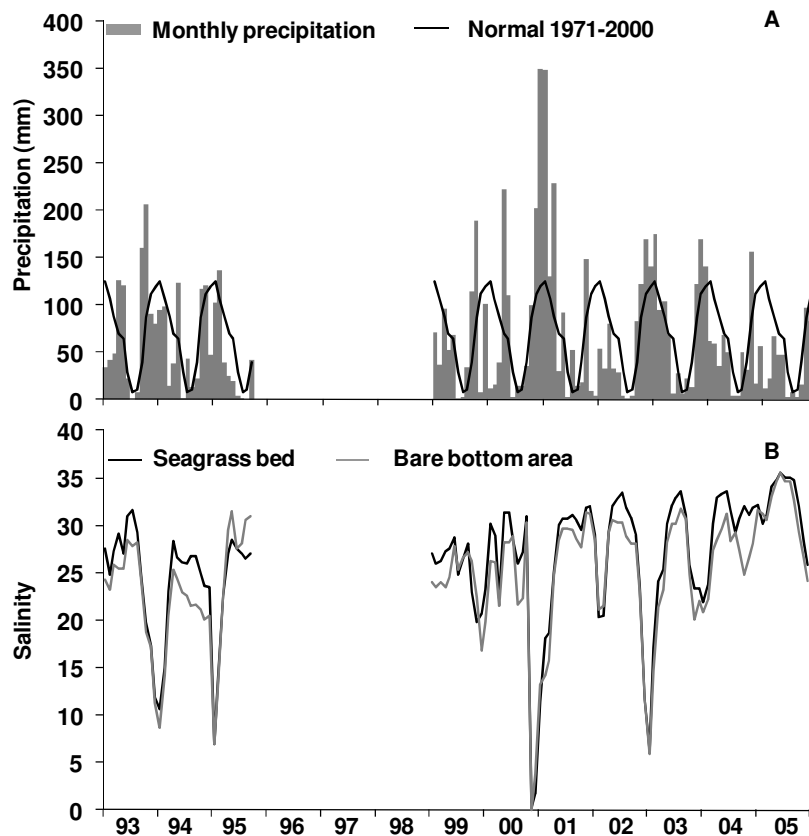 400
350
300
250
200
150
100
50
0
Precipitation (mm)
Monthly precipitation
Normal 1971-2000
A
40
35
30
25
20
15
10
5
0
Salinity
Seagrass bed
Bare bottom area
B
93 94 95 96 97 98 99 00 01 02 03 04 05